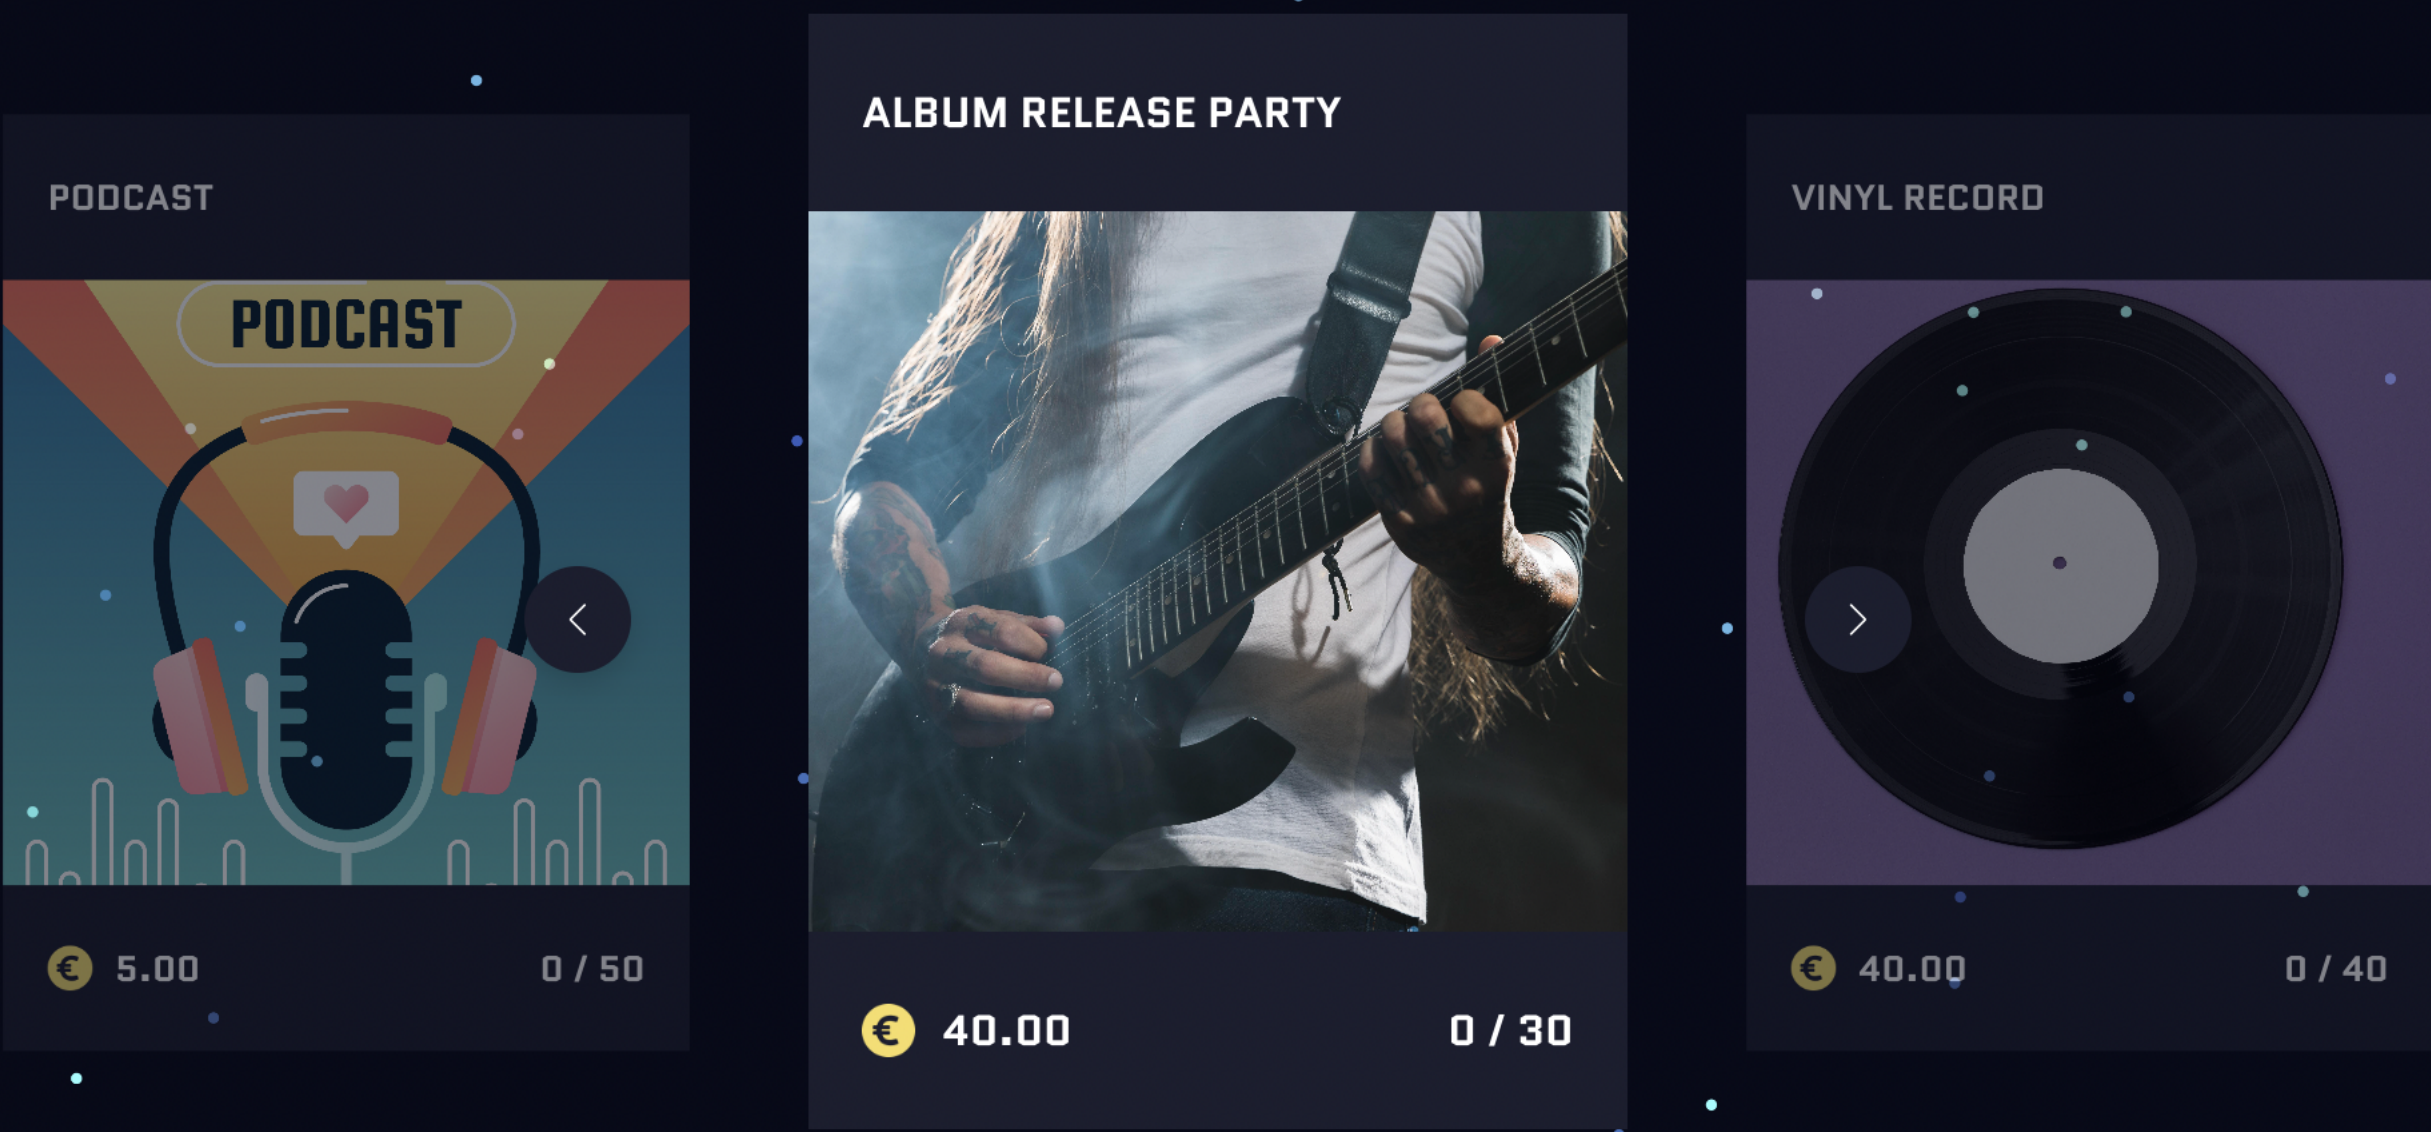 PODCAST
PODCAST
€ 5.00
0 / 50
ALBUM RELEASE PARTY
€ 40.00
0 / 30
VINYL RECORD
€ 40.00
0 / 40